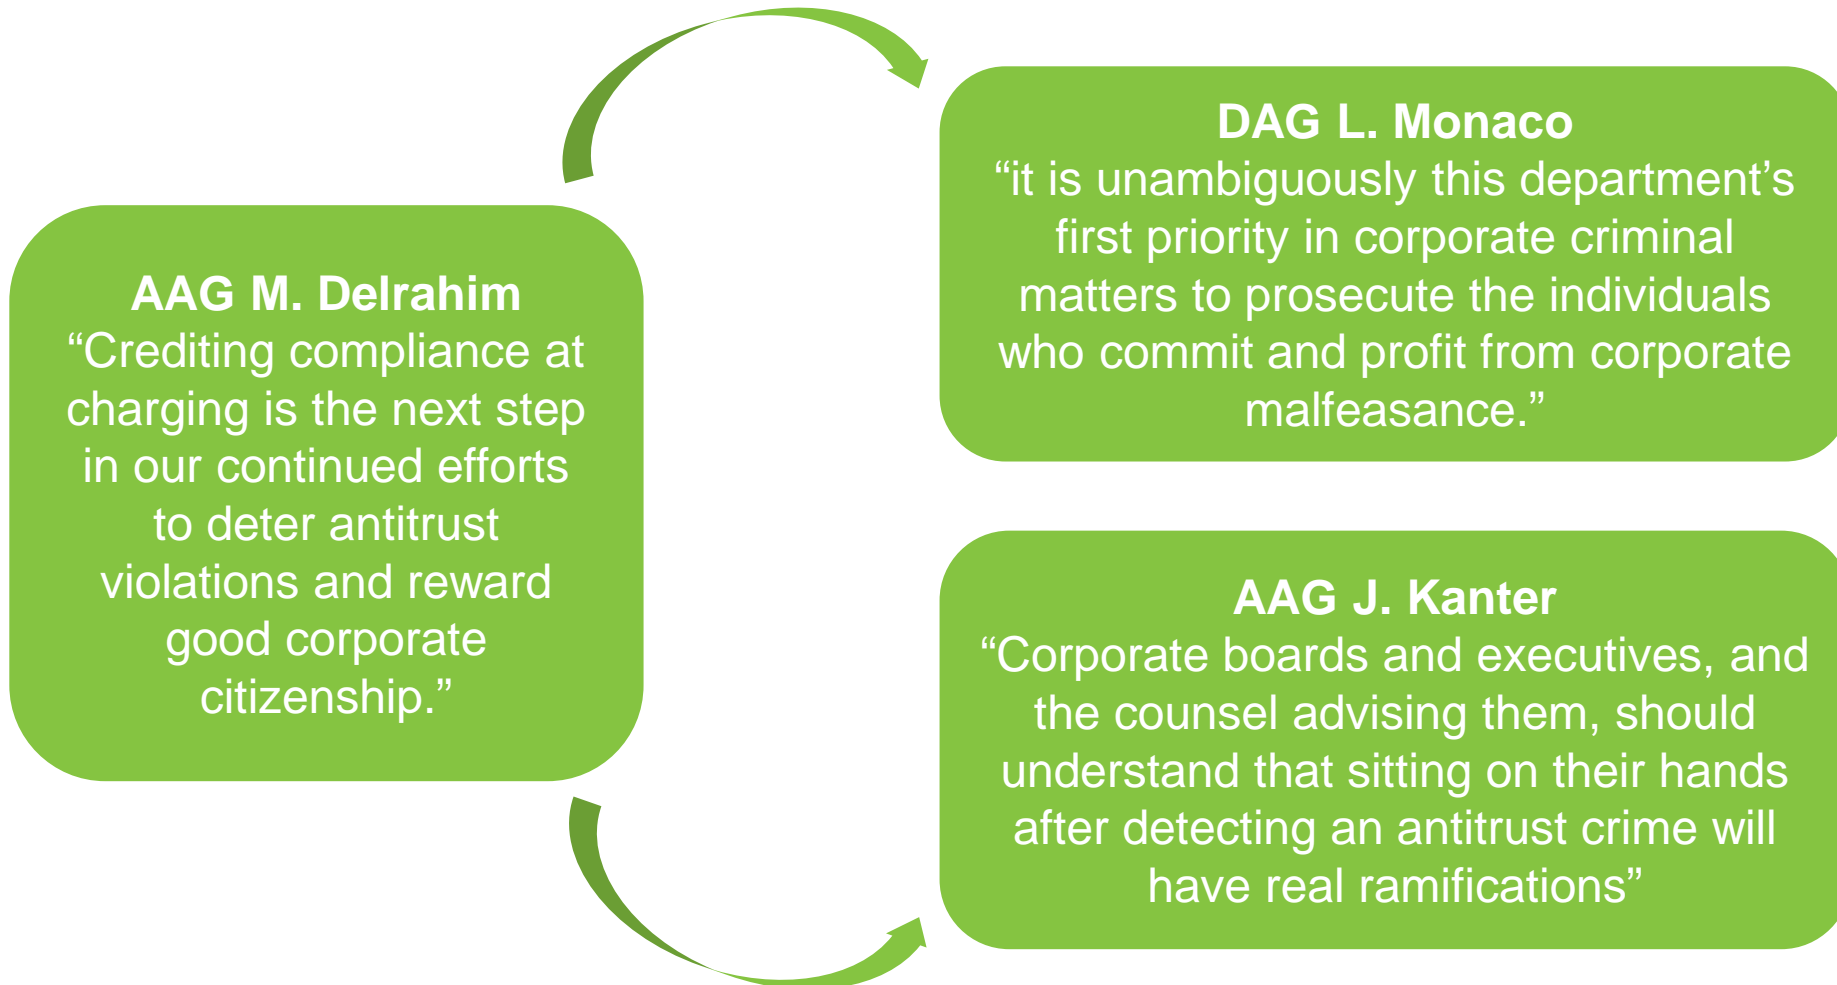 AAG M. Delrahim
“Crediting compliance at
charging is the next step
in our continued efforts
to deter antitrust
violations and reward
good corporate
citizenship.”
DAG L. Monaco
“it is unambiguously this department’s
first priority in corporate criminal
matters to prosecute the individuals
who commit and profit from corporate
malfeasance.”
AAG J. Kanter
“Corporate boards and executives, and
the counsel advising them, should
understand that sitting on their hands
after detecting an antitrust crime will
have real ramifications”